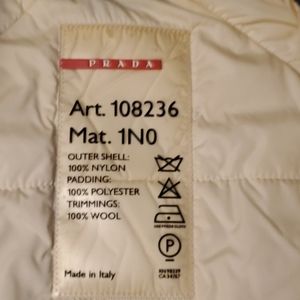 PRADA
Art. 108236
Mat. 1N0
OUTER SHELL:
100% NYLON
PADDING:
100% POLYESTER
TRIMMINGS:
100% WOOL
P
Made in Italy